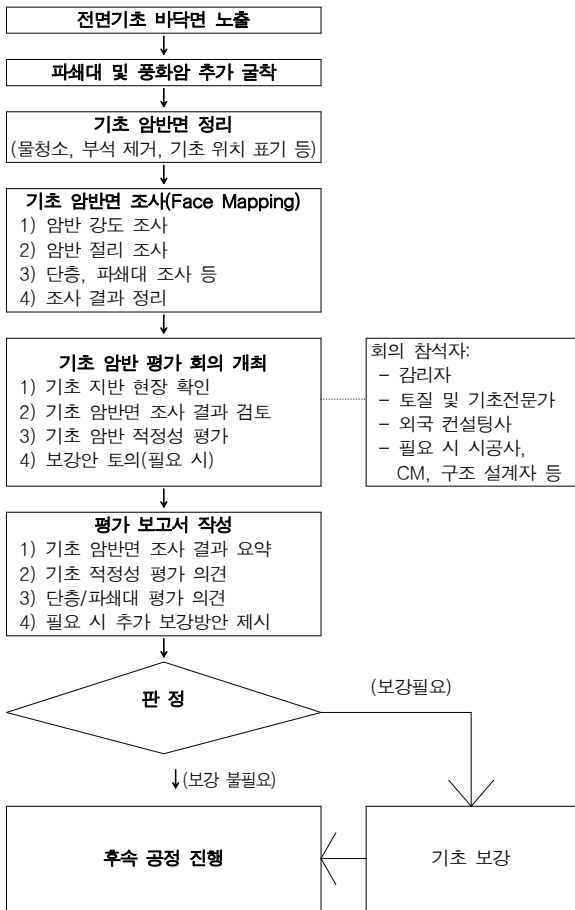 전면기초 바닥면 노출
파쇄대 및 풍화암 추가 굴착
기초 암반면 정리
(물청소, 부석 제거, 기초 위치 표기 등)
기초 암반면 조사(Face Mapping)
1) 암반 강도 조사
2) 암반 절리 조사
3) 단층, 파쇄대 조사 등
4) 조사 결과 정리
기초 암반 평가 회의 개최
1) 기초 지반 현장 확인
2) 기초 암반면 조사 결과 검토
3) 기초 암반 적정성 평가
4) 보강안 토의(필요 시)
회의 참석자:
– 감리자
– 토질 및 기초전문가
– 외국 컨설팅사
– 필요 시 시공사,
CM, 구조 설계자 등
평가 보고서 작성
1) 기초 암반면 조사 결과 요약
2) 기초 적정성 평가 의견
3) 단층/파쇄대 평가 의견
4) 필요 시 추가 보강방안 제시
판 정
(보강필요)
(보강 불필요)
후속 공정 진행
기초 보강